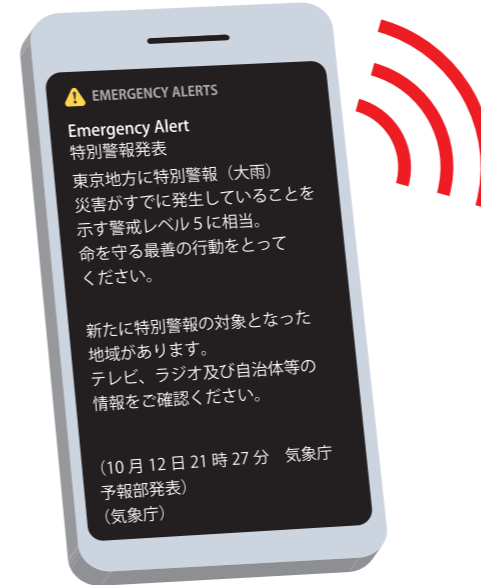 EMERGENCY ALERTS
Emergency Alert
特別警報発表
東京地方に特別警報（大雨）
災害がすでに発生していることを
示す警戒レベル５に相当。
命を守る最善の行動をとって
ください。
新たに特別警報の対象となった
地域があります。
テレビ、ラジオ及び自治体等の
情報をご確認ください。
（10 月 12 日 21 時 27 分　気象庁
予報部発表）
（気象庁）